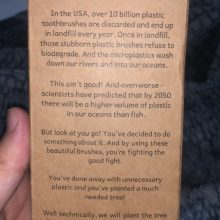 In the USA, over 10 billion plastic
toothbrushes are discarded and end up
in landfill every year. Once in landfill,
those stubborn plastic brushes refuse to
biodegrade. And the microplastics wash
down our rivers and into our oceans.
This ain't good! And even worse -
scientists have predicted that by 2050
there will be a higher volume of plastic
in our oceans than fish.
But look at you go! You've decided to do
something about it. And by using these
beautiful brushes, you're fighting the
good fight.
You've done away with unnecessary
plastic and you've planted a much
needed tree!
Well technically, we will plant the tree